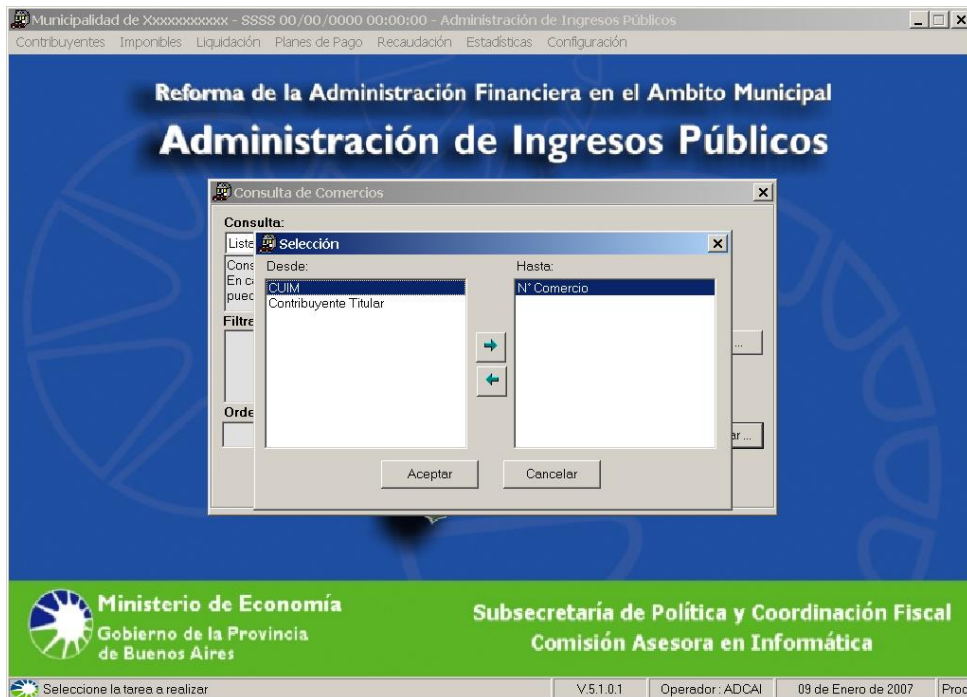 Municipalidad de Xxxxxxxxxxx - SSSS 00/00/0000 00:00:00 - Administración de Ingresos Públicos
Contribuyentes Imponibles Liquidación Planes de Pago Recaudación Estadísticas Configuración
Reforma de la Administración Financiera en el Ambito Municipal
Administración de Ingresos Públicos
Consulta de Comercios
Consulta:
Selección
Desde:
Hasta:
CUIM
N° Comercio
Contribuyente Titular
...
Aceptar
Cancelar
Ministerio de Economía
Gobierno de la Provincia
de Buenos Aires
Subsecretaría de Política y Coordinación Fiscal
Comisión Asesora en Informática
Seleccione la tarea a realizar
V.5.1.0.1
Operador : ADCAI
09 de Enero de 2007